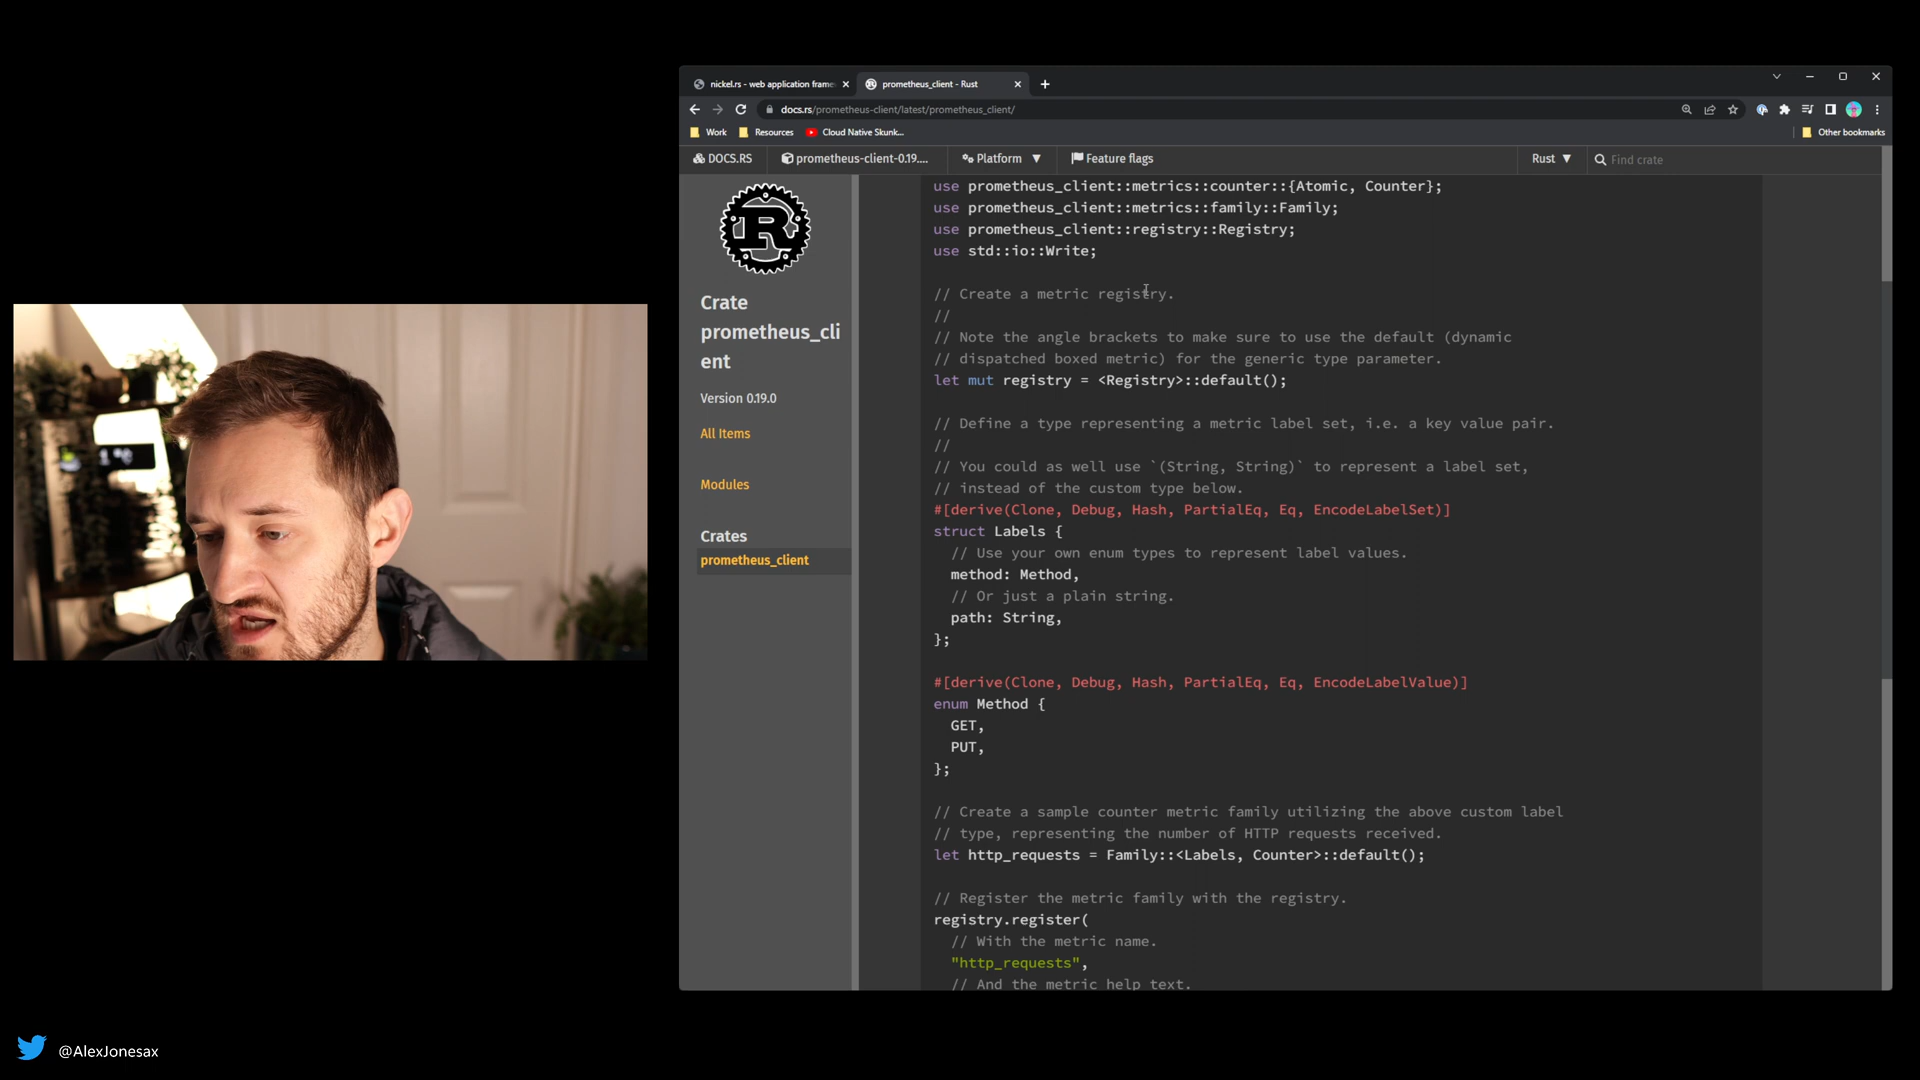 nickel.rs - web application frame
prometheus_client - Rust
docs.rs/prometheus-client/latest/prometheus_client/
Work
Resources
Cloud Native Skunk...
Other bookmarks
DOCS.RS
prometheus-client-0.19....
Platform
Feature flags
Rust
Find crate
Crate
prometheus_cli
ent
Version 0.19.0
All Items
Modules
Crates
prometheus_client
use prometheus_client::metrics::counter::{Atomic, Counter};
use prometheus_client::metrics::family::Family;
use prometheus_client::registry::Registry;
use std::io::Write;
// Create a metric registry.
//
// Note the angle brackets to make sure to use the default (dynamic
// dispatched boxed metric) for the generic type parameter.
let mut registry = <Registry>::default();
// Define a type representing a metric label set, i.e. a key value pair.
//
// You could as well use `(String, String)` to represent a label set,
// instead of the custom type below.
#[derive(Clone, Debug, Hash, PartialEq, Eq, EncodeLabelSet)]
struct Labels {
// Use your own enum types to represent label values.
method: Method,
// Or just a plain string.
path: String,
};
#[derive(Clone, Debug, Hash, PartialEq, Eq, EncodeLabelValue)]
enum Method {
GET,
PUT,
};
// Create a sample counter metric family utilizing the above custom label
// type, representing the number of HTTP requests received.
let http_requests = Family::<Labels, Counter>::default();
// Register the metric family with the registry.
registry.register(
// With the metric name.
"http_requests",
// And the metric help text.
@AlexJonesax